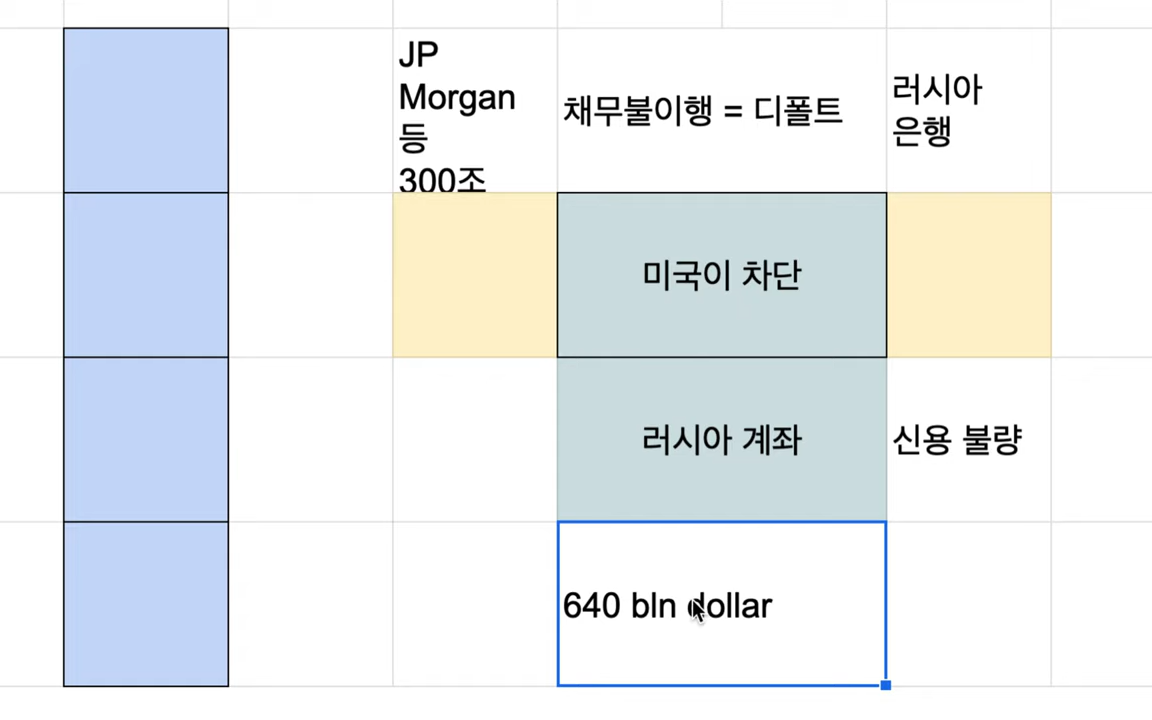 JP
Morgan
등
300조
채무불이행 = 디폴트
러시아
은행
미국이 차단
러시아 계좌
신용 불량
640 bln dollar